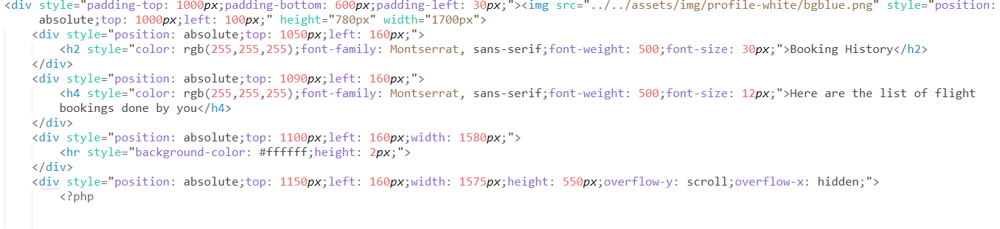 <div style="padding-top: 1000px;padding-bottom: 600px;padding-left: 30px;"><img src="../../assets/img/profile-white/bgblue.png" style="position:
absolute;top: 1000px;left: 100px;" height="780px" width="1700px">
<div style="position: absolute;top: 1050px;left: 160px;">
<h2 style="color: rgb(255,255,255);font-family: Montserrat, sans-serif;font-weight: 500;font-size: 30px;">Booking History</h2>
</div>
<div style="position: absolute;top: 1090px;left: 160px;">
<h4 style="color: rgb(255,255,255);font-family: Montserrat, sans-serif;font-weight: 500;font-size: 12px;">Here are the list of flight
bookings done by you</h4>
</div>
<div style="position: absolute;top: 1100px;left: 160px;width: 1580px;">
<hr style="background-color: #ffffff;height: 2px;">
</div>
<div style="position: absolute;top: 1150px;left: 160px;width: 1575px;height: 550px;overflow-y: scroll;overflow-x: hidden;">
<?php